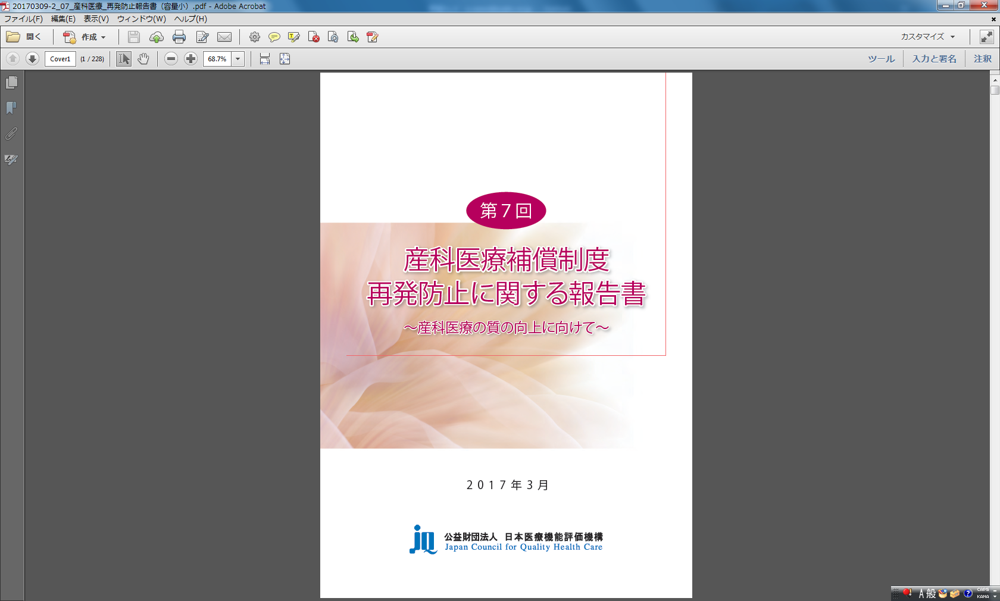 20170309-2_07_産科医療_再発防止報告書（容量小）.pdf - Adobe Acrobat
ファイル(F) 編集(E) 表示(V) ウィンドウ(W) ヘルプ(H)
開く 作成 カスタマイズ
Cover1 (1 / 228) 68.7% ツール 入力と署名 注釈
第７回
産科医療補償制度
再発防止に関する報告書
～産科医療の質の向上に向けて～
２０１７年３月
公益財団法人 日本医療機能評価機構
Japan Council for Quality Health Care
A 般 CAPS
KANA